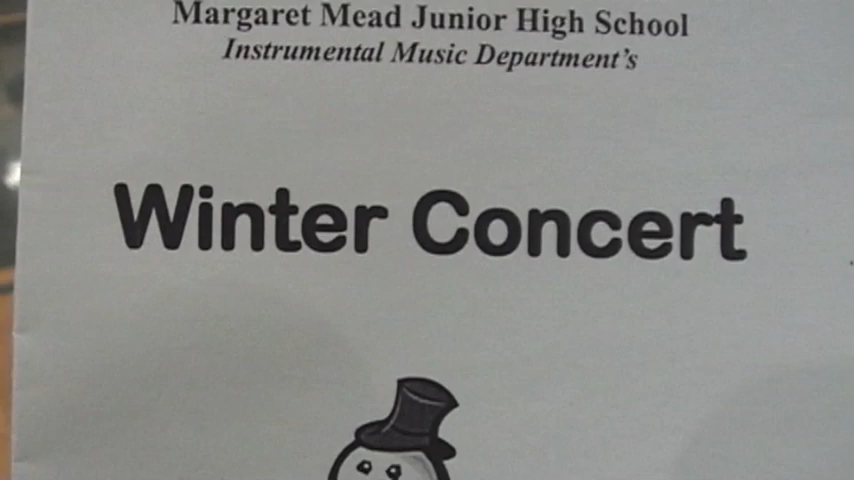 Margaret Mead Junior High School
Instrumental Music Department's
Winter Concert